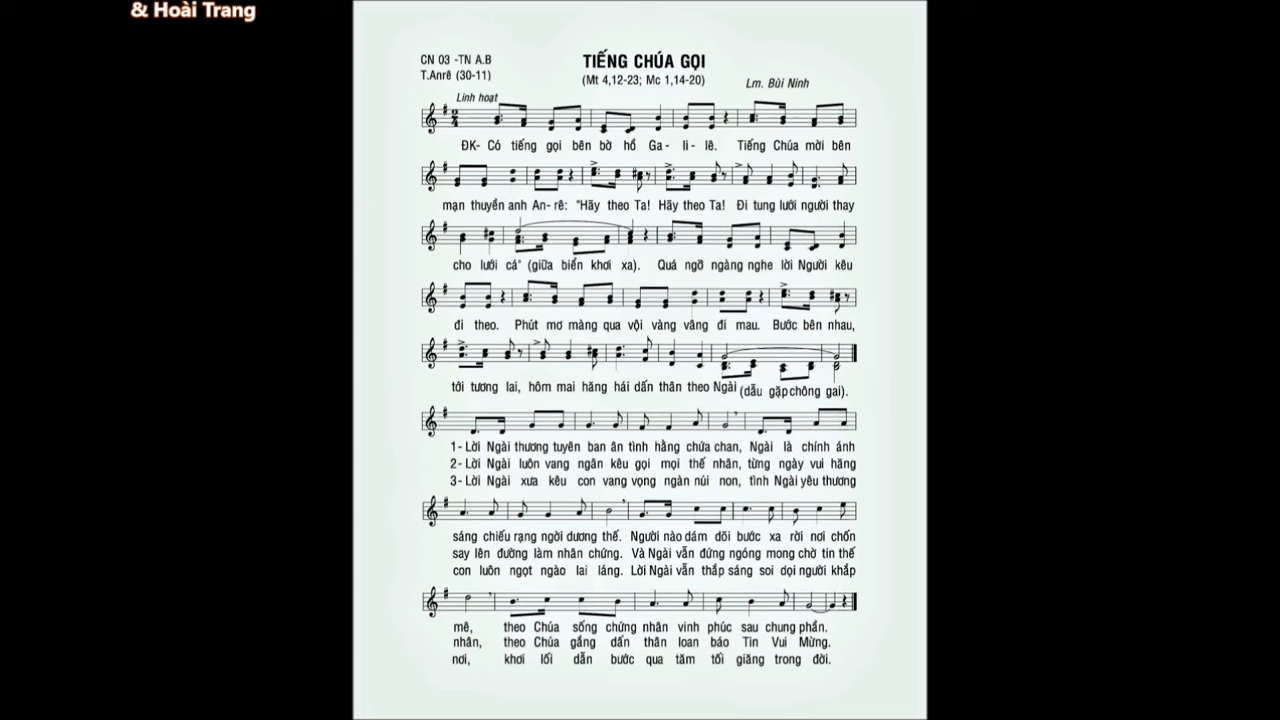 & Hoài Trang
CN 03 -TN A.B
T.Anrê (30-11)
TIẾNG CHÚA GỌI
(Mt 4,12-23; Mc 1,14-20)
Lm. Bùi Ninh
Linh hoạt
ĐK- Có tiếng gọi bên bờ hồ Ga- li- lê. Tiếng Chúa mời bên
mạn thuyền anh An-rê: "Hãy theo Ta! Hãy theo Ta! Đi tung lưới người thay
cho lưới cá" (giữa biển khơi xa). Quá ngỡ ngàng nghe lời Người kêu
đi theo. Phút mơ màng qua vội vàng vâng đi mau. Bước bên nhau,
tới tương lai, hôm mai hăng hái dấn thân theo Ngài (dẫu gặp chông gai).
1- Lời Ngài thương tuyên ban ân tình hằng chứa chan, Ngài là chính ánh
2- Lời Ngài luôn vang ngân kêu gọi mọi thế nhân, từng ngày vui hăng
3- Lời Ngài xưa kêu con vang vọng ngàn núi non, tình Ngài yêu thương
sáng chiếu rạng ngời dương thế. Người nào dám dõi bước xa rời nơi chốn
say lên đường làm nhân chứng. Và Ngài vẫn đứng ngóng mong chờ tin thế
con luôn ngọt ngào lai láng. Lời Ngài vẫn thắp sáng soi dọi người khắp
mê, theo Chúa sống chứng nhân vinh phúc sau chung phần.
nhân, theo Chúa gắng dấn thân loan báo Tin Vui Mừng.
nơi, khơi lối dẫn bước qua tăm tối giăng trong đời.